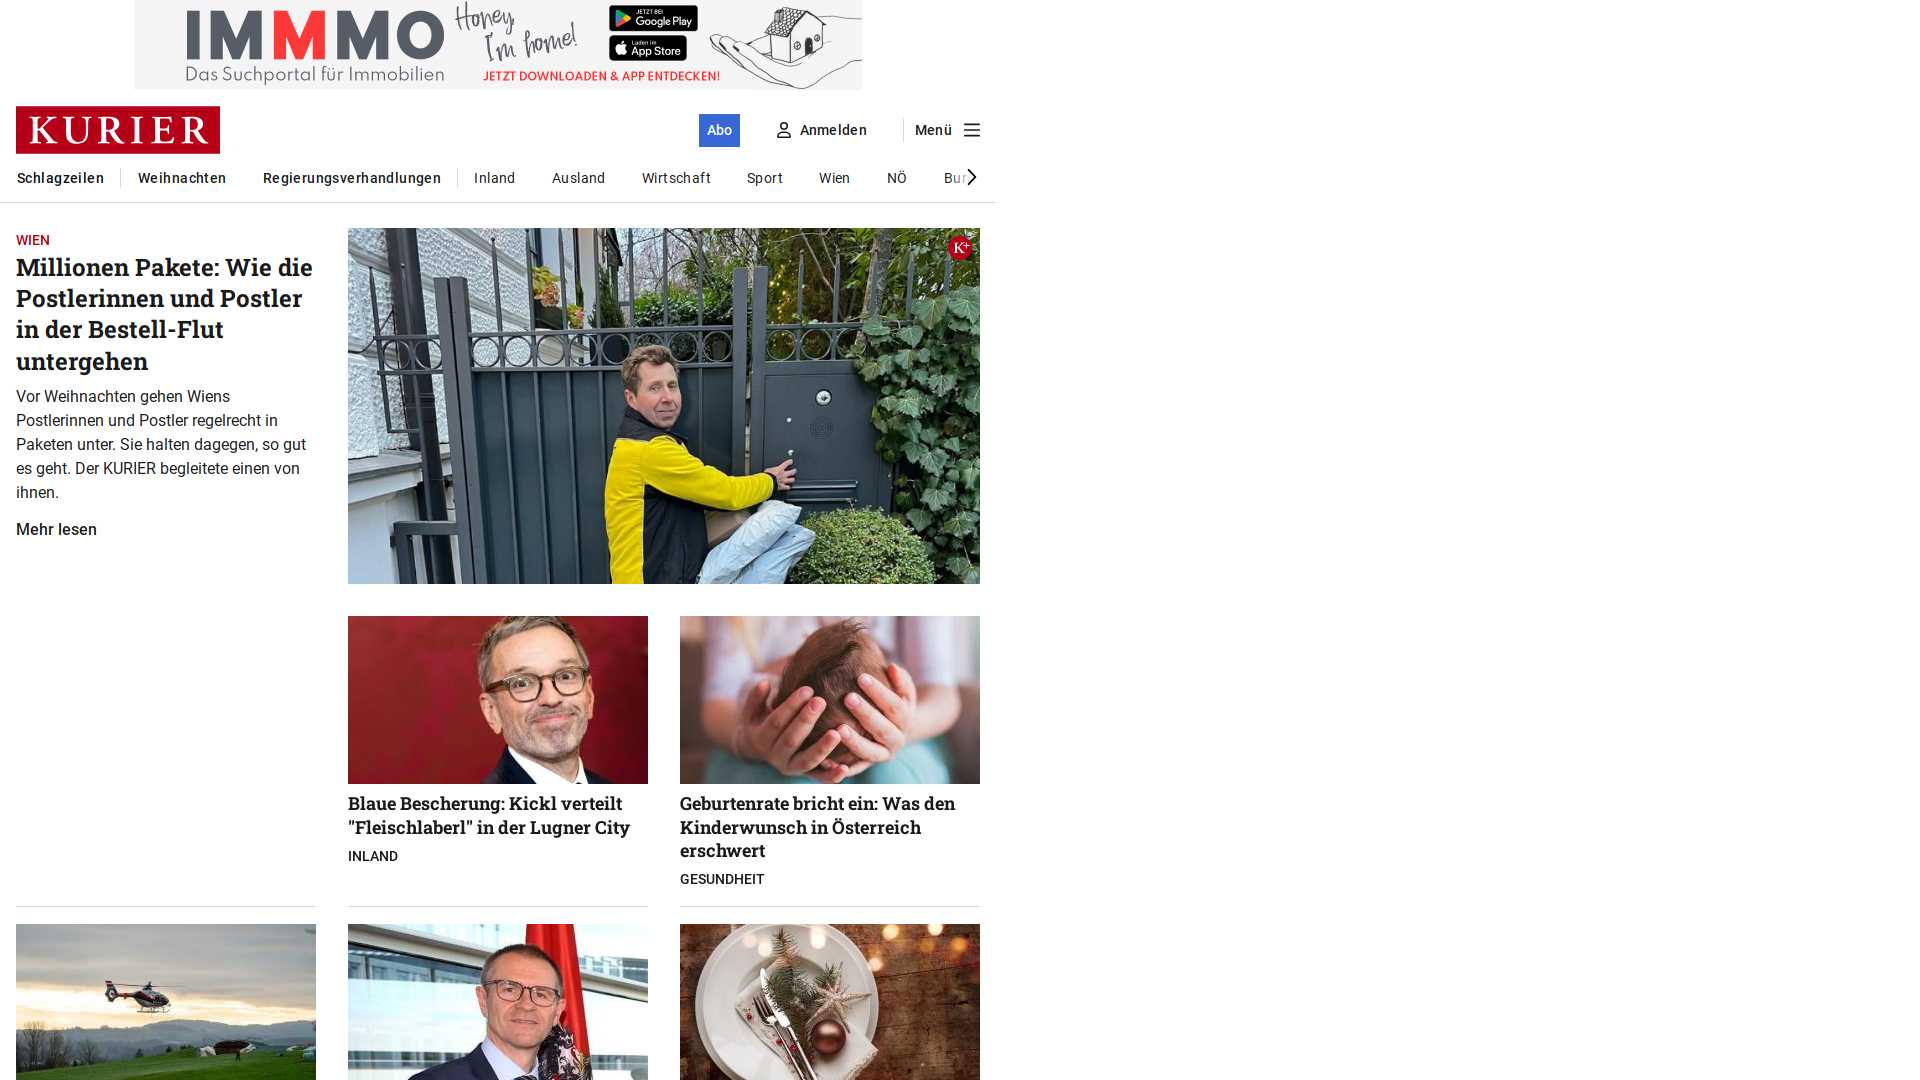 IMMMO
Das Suchportal für Immobilien
Honey,
I'm home!
JETZT BEI
Google Play
Laden im
App Store
JETZT DOWNLOADEN & APP ENTDECKEN!
KURIER
Abo
Anmelden
Menü
Schlagzeilen
Weihnachten
Regierungsverhandlungen
Inland
Ausland
Wirtschaft
Sport
Wien
NÖ
Bur
WIEN
Millionen Pakete: Wie die
Postlerinnen und Postler
in der Bestell-Flut
untergehen
Vor Weihnachten gehen Wiens
Postlerinnen und Postler regelrecht in
Paketen unter. Sie halten dagegen, so gut
es geht. Der KURIER begleitete einen von
ihnen.
Mehr lesen
K+
Blaue Bescherung: Kickl verteilt
"Fleischlaberl" in der Lugner City
INLAND
Geburtenrate bricht ein: Was den
Kinderwunsch in Österreich
erschwert
GESUNDHEIT